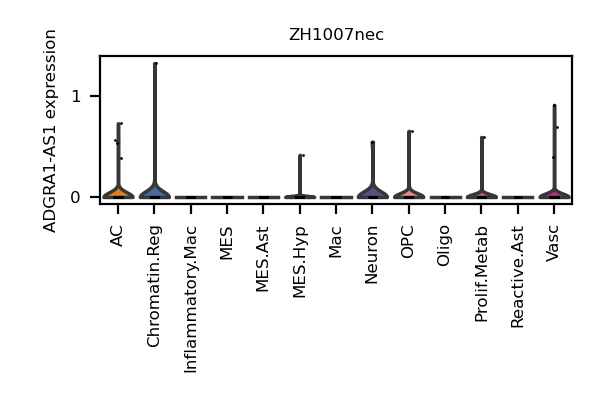 ZH1007nec
ADGRA1-AS1 expression
1
0
AC
Chromatin.Reg
Inflammatory.Mac
MES
MES.Ast
MES.Hyp
Mac
Neuron
OPC
Oligo
Prolif.Metab
Reactive.Ast
Vasc